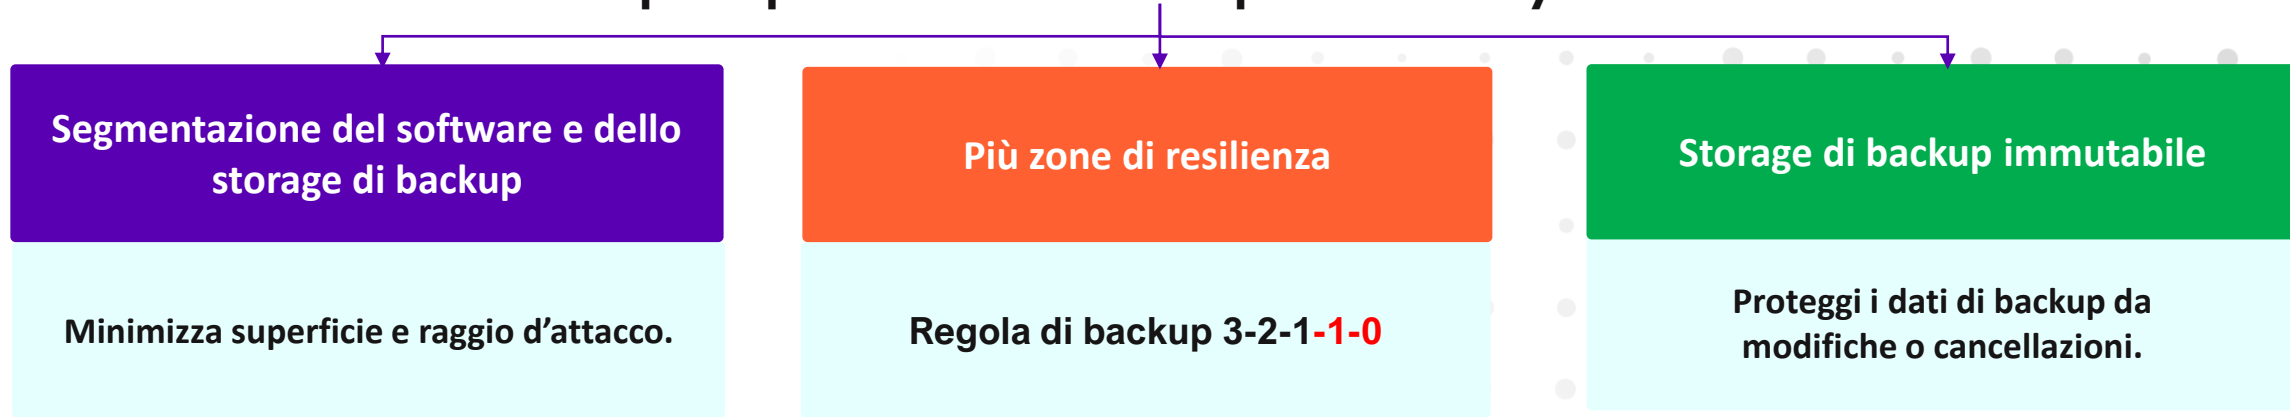 Segmentazione del software e dello
storage di backup
Più zone di resilienza
Storage di backup immutabile
Minimizza superficie e raggio d'attacco.
Regola di backup 3-2-1-1-0
Proteggi i dati di backup da
modifiche o cancellazioni.